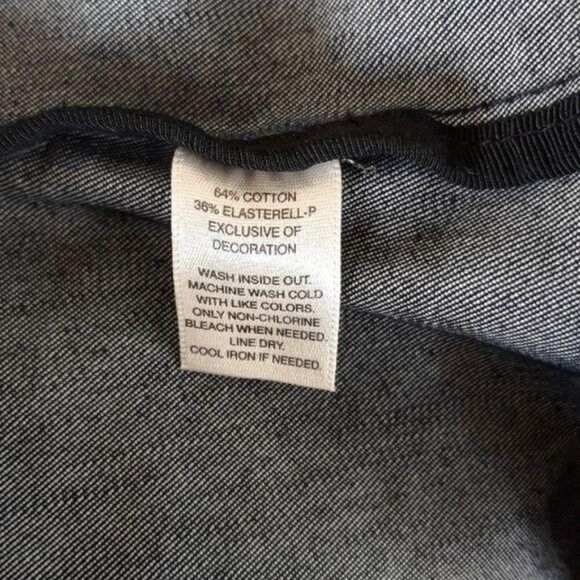 64% COTTON
36% ELASTERELL-P
EXCLUSIVE OF
DECORATION
WASH INSIDE OUT.
MACHINE WASH COLD
WITH LIKE COLORS.
ONLY NON-CHLORINE
BLEACH WHEN NEEDED.
LINE DRY.
COOL IRON IF NEEDED.